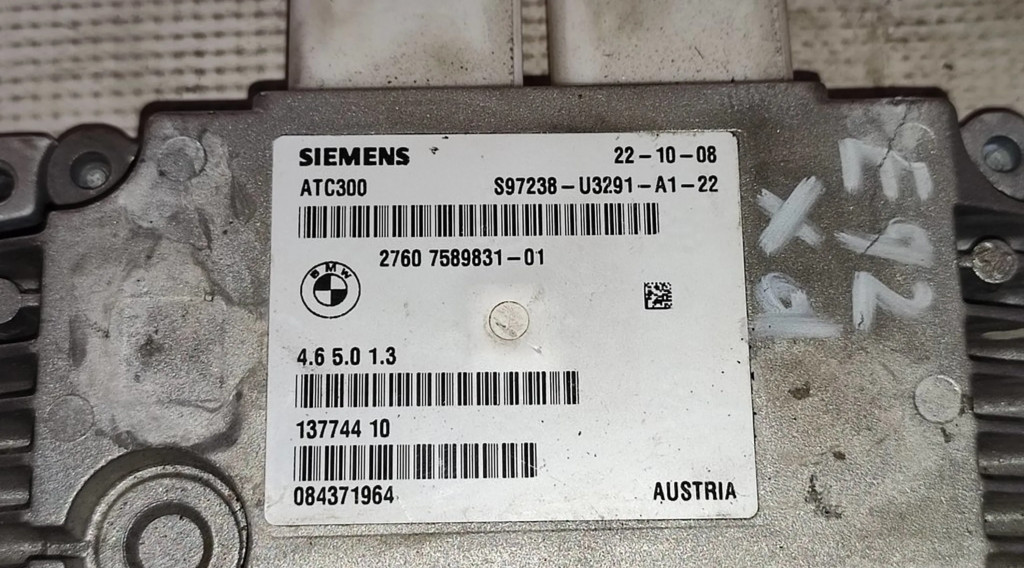 SIEMENS 22-10-08
ATC300 S97238-U3291-A1-22
2760 7589831-01
BMW
4.6 5.0 1.3
137744 10
084371964
AUSTRIA
E92